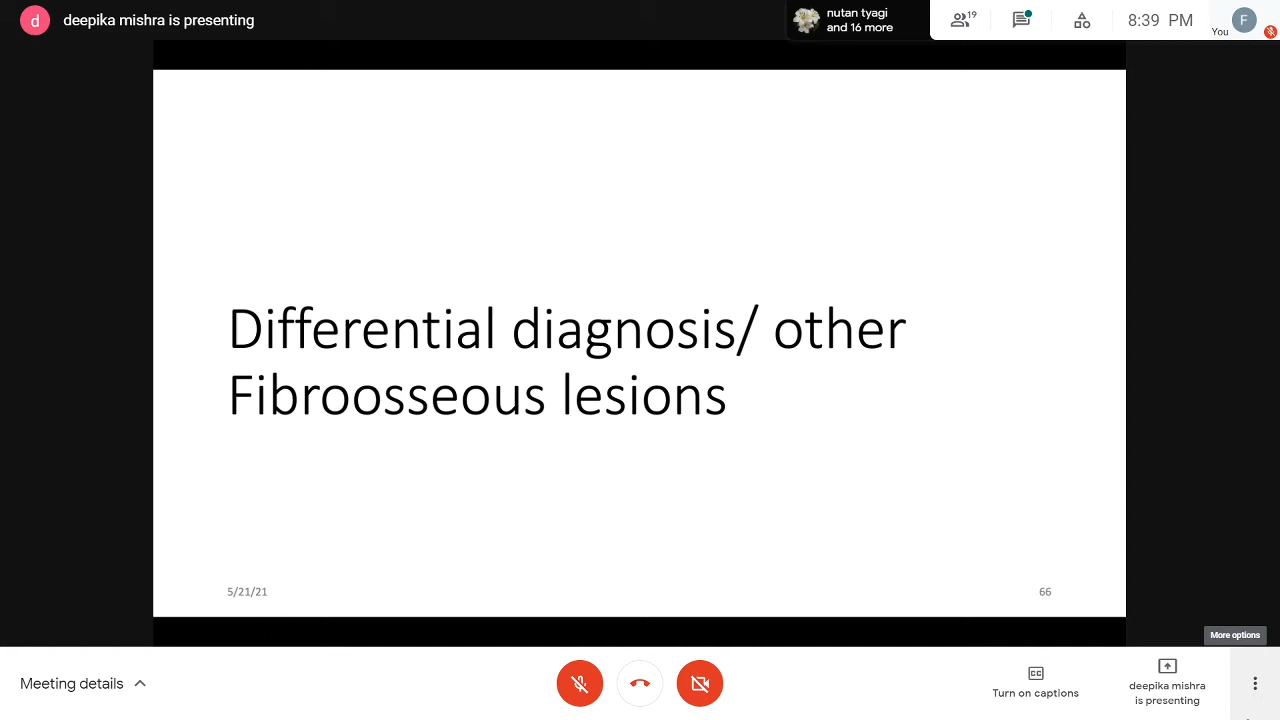 d
deepika mishra is presenting
nutan tyagi
and 16 more
19
8:39 PM
You
F
Differential diagnosis/ other
Fibroosseous lesions
5/21/21
66
More options
Meeting details
CC
Turn on captions
deepika mishra
is presenting